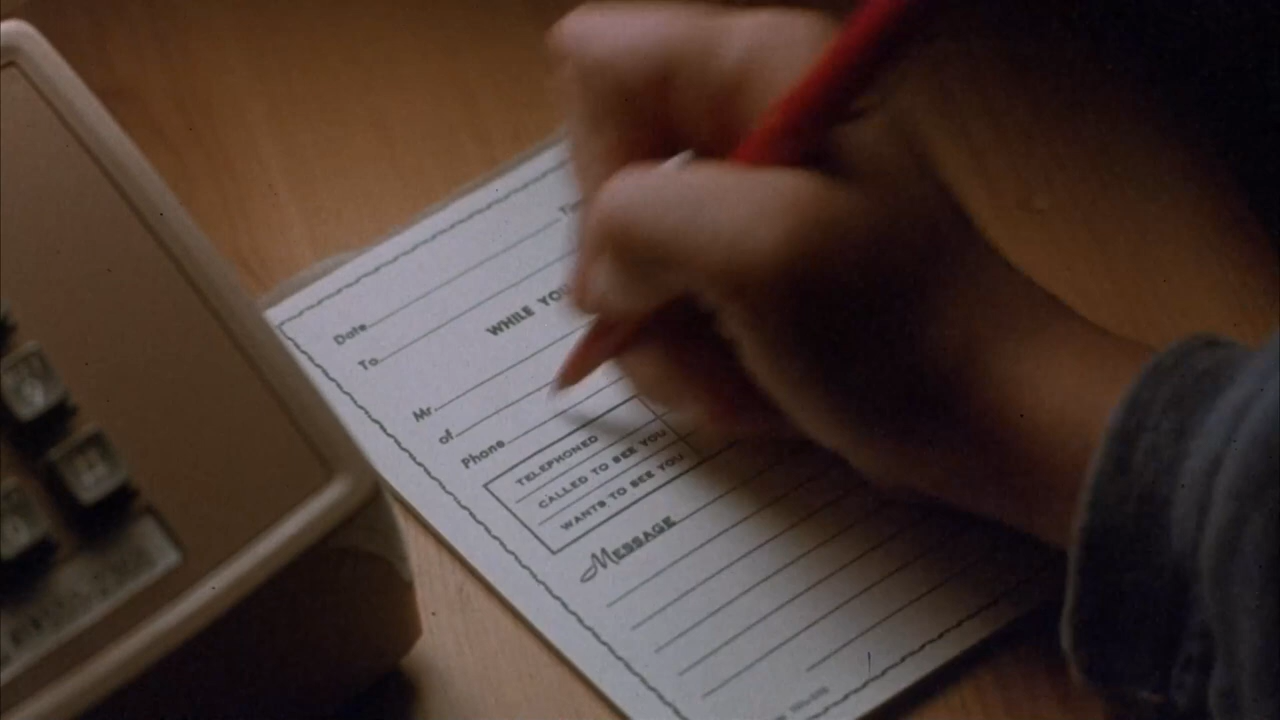 Date
To
WHILE YOU
Mr.
of
Phone
TELEPHONED
CALLED TO SEE YOU
WANTS TO SEE YOU
MESSAGE